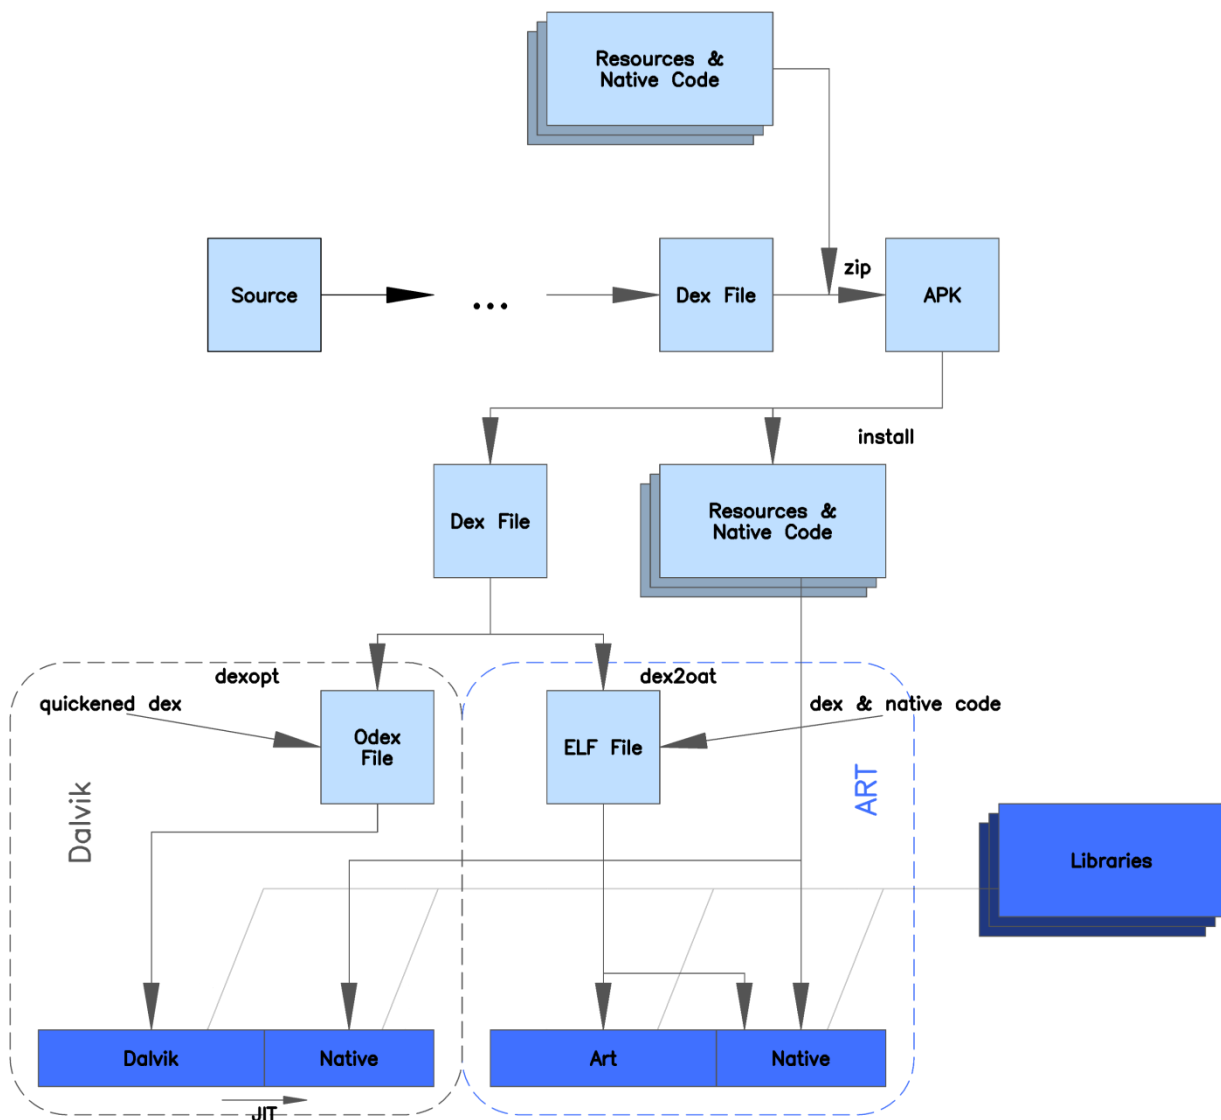 Resources &
Native Code
zip
Source
...
Dex File
APK
install
Dex File
Resources &
Native Code
dexopt
dex2oat
quickened dex
dex & native code
Odex
File
ELF File
Dalvik
ART
Libraries
Dalvik
Native
Art
Native
JIT